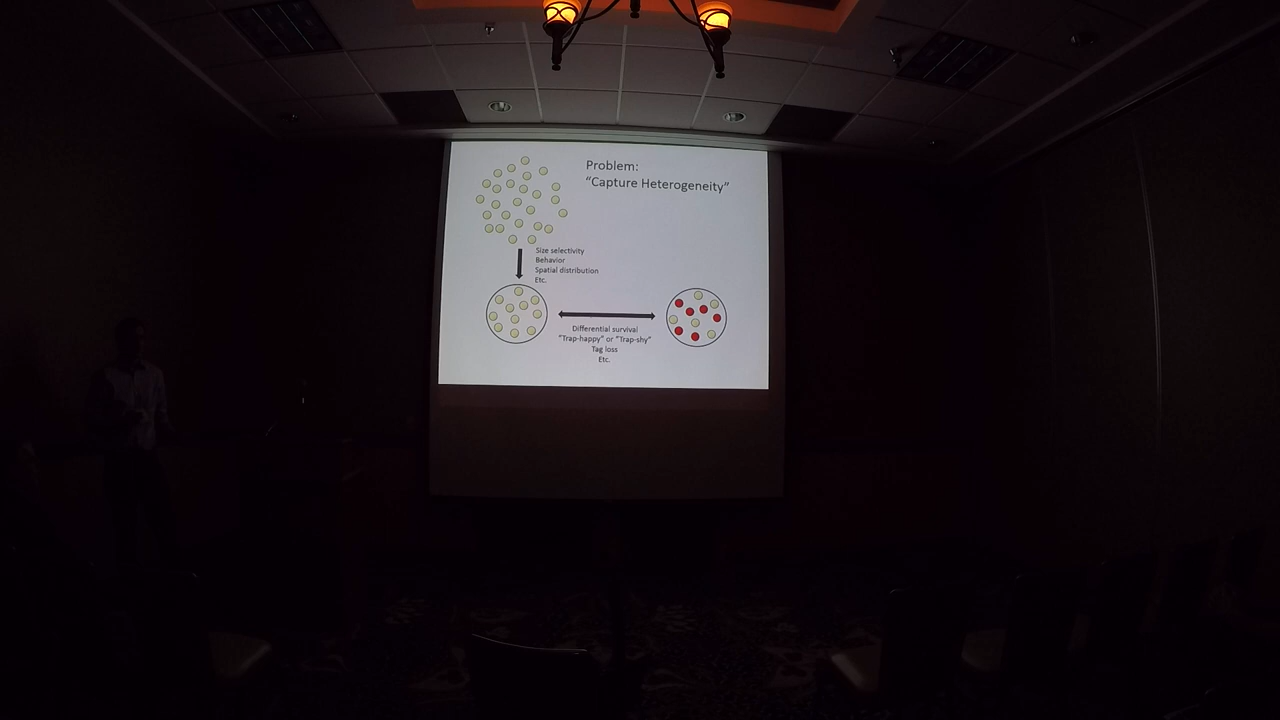 Problem:
"Capture Heterogeneity"
Size selectivity
Behavior
Spatial distribution
Etc.
Differential survival
"Trap-happy" or "Trap-shy"
Tag loss
Etc.